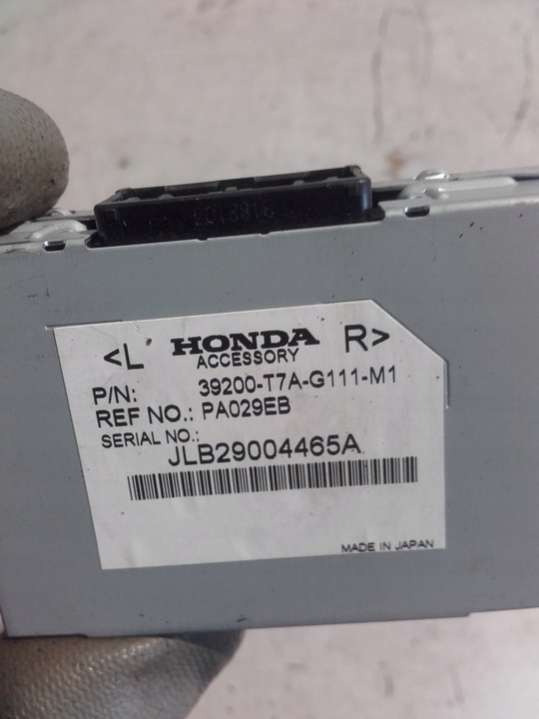 <L HONDA R>
ACCESSORY
P/N: 39200-T7A-G111-M1
REF NO.: PA029EB
SERIAL NO.:
JLB29004465A
MADE IN JAPAN